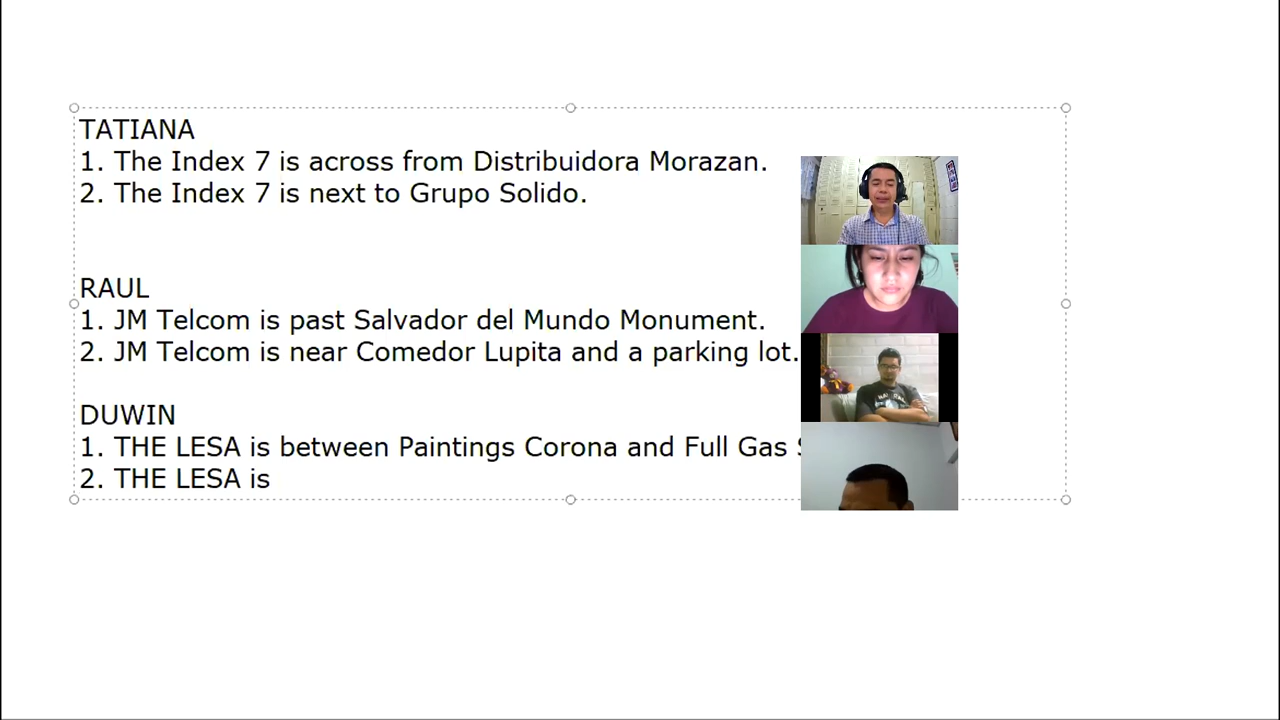 TATIANA
1. The Index 7 is across from Distribuidora Morazan.
2. The Index 7 is next to Grupo Solido.
RAUL
1. JM Telcom is past Salvador del Mundo Monument.
2. JM Telcom is near Comedor Lupita and a parking lot.
DUWIN
1. THE LESA is between Paintings Corona and Full Gas
2. THE LESA is